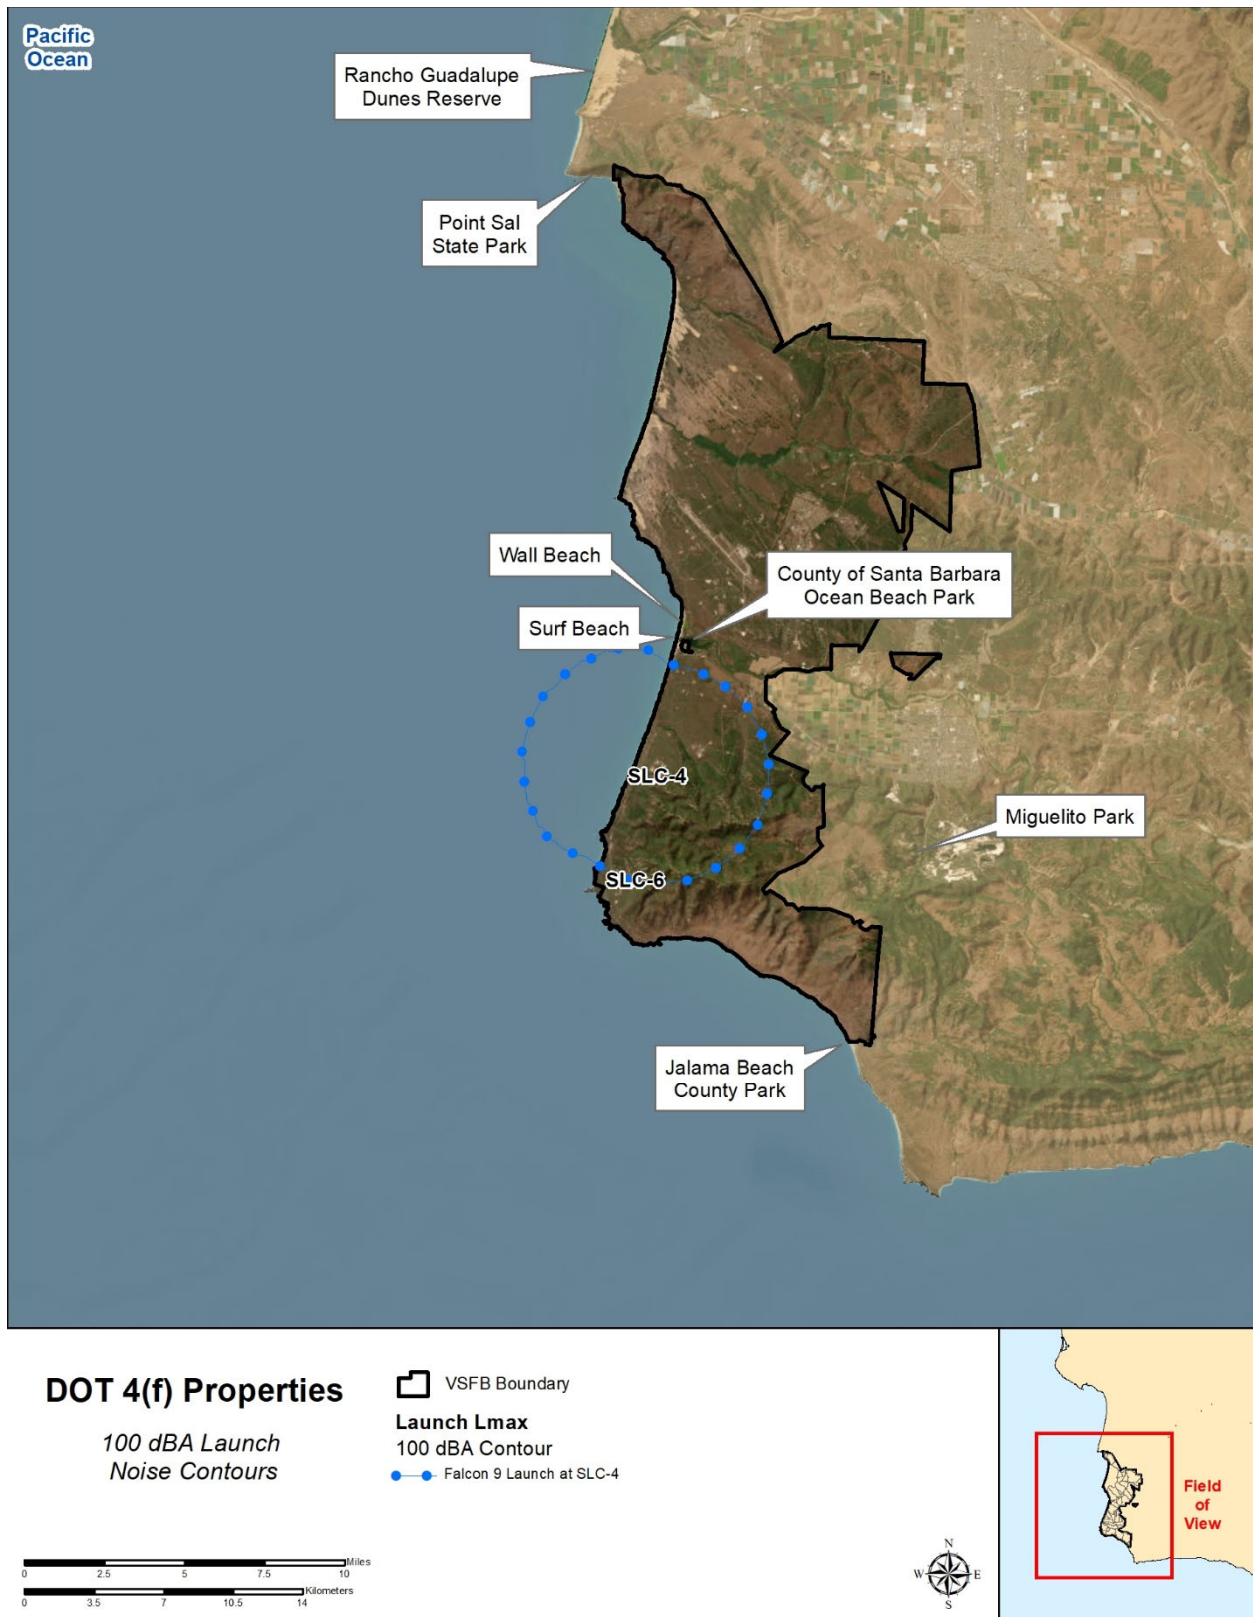 Pacific
Ocean
Rancho Guadalupe
Dunes Reserve
Point Sal
State Park
Wall Beach
County of Santa Barbara
Ocean Beach Park
Surf Beach
SLC-4
Miguelito Park
SLC-6
Jalama Beach
County Park
DOT 4(f) Properties
100 dBA Launch
Noise Contours
VSFB Boundary
Launch Lmax
100 dBA Contour
Falcon 9 Launch at SLC-4
Miles
0 2.5 5 7.5 10
Kilometers
0 3.5 7 10.5 14
N
W E
S
Field
of
View